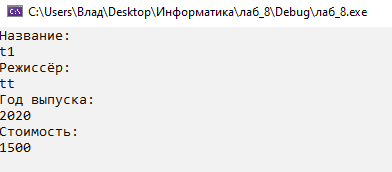 C:\Users\Влад\Desktop\Информатика\лаб_8\Debug\лаб_8.exe
Название:
t1
Режиссёр:
tt
Год выпуска:
2020
Стоимость:
1500